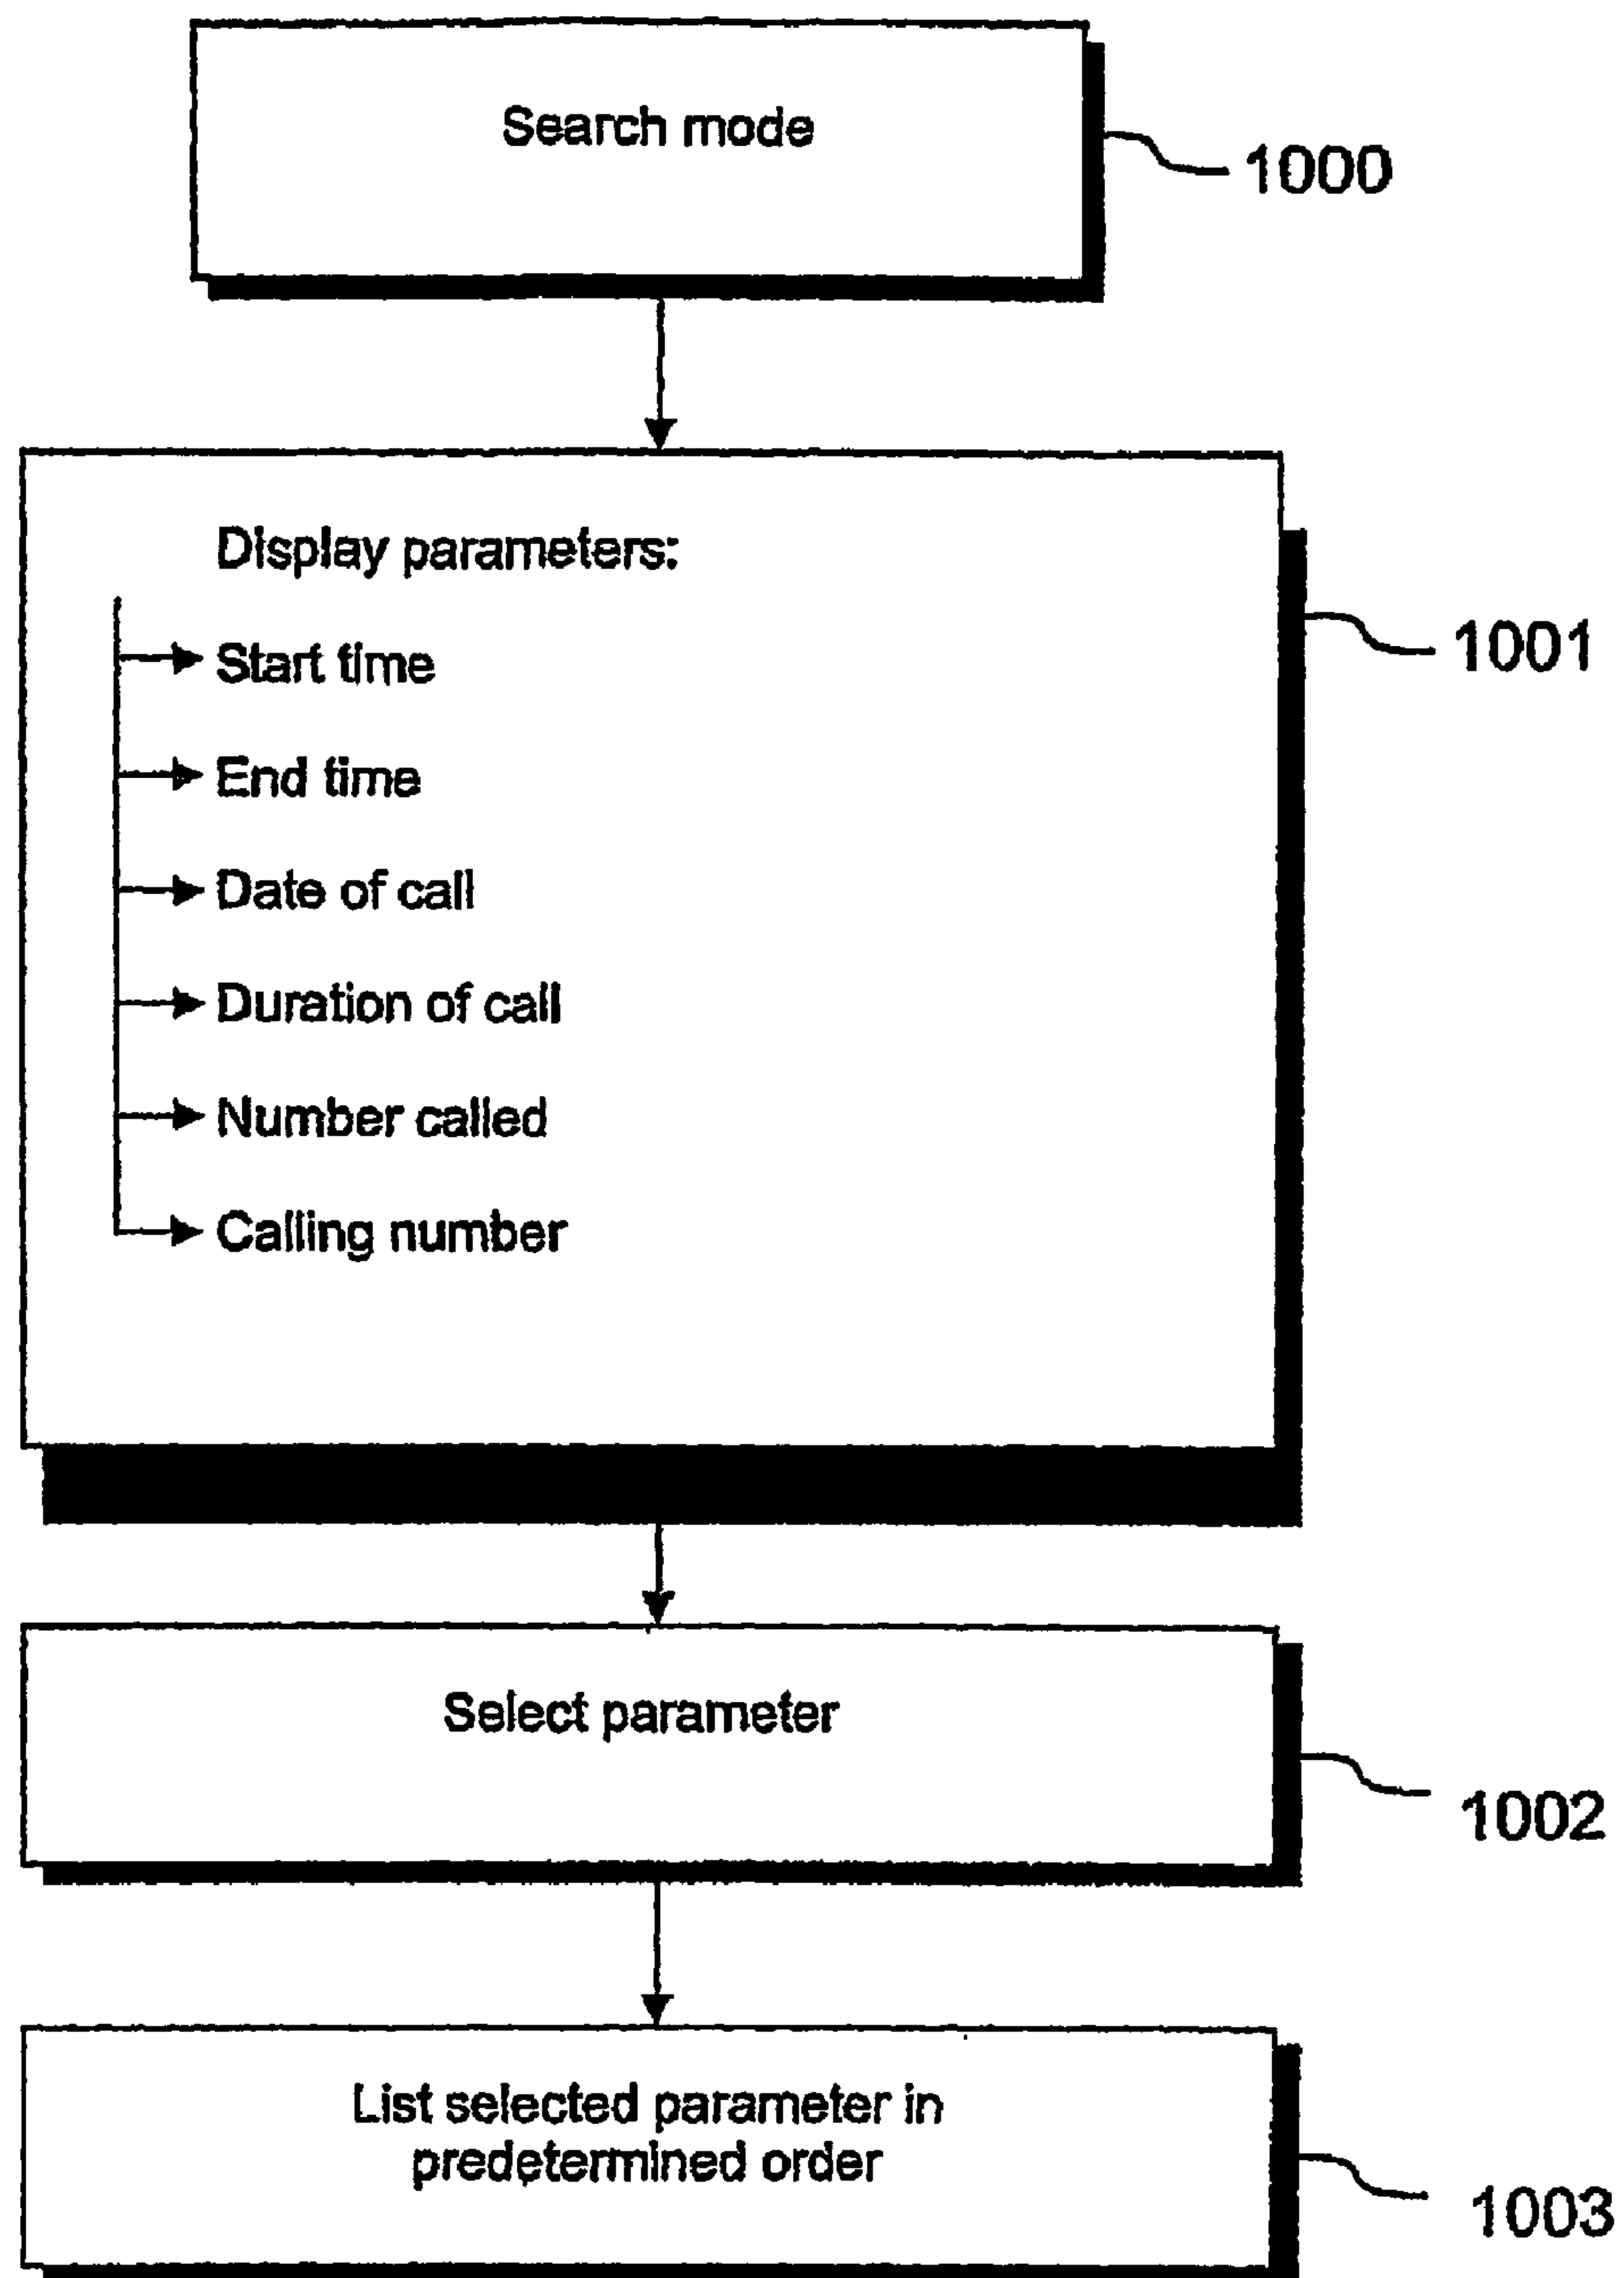 Search mode
1000
Display parameters:
1001
Start time
End time
Date of call
Duration of call
Number called
Calling number
Select parameter
1002
List selected parameter in
predetermined order
1003